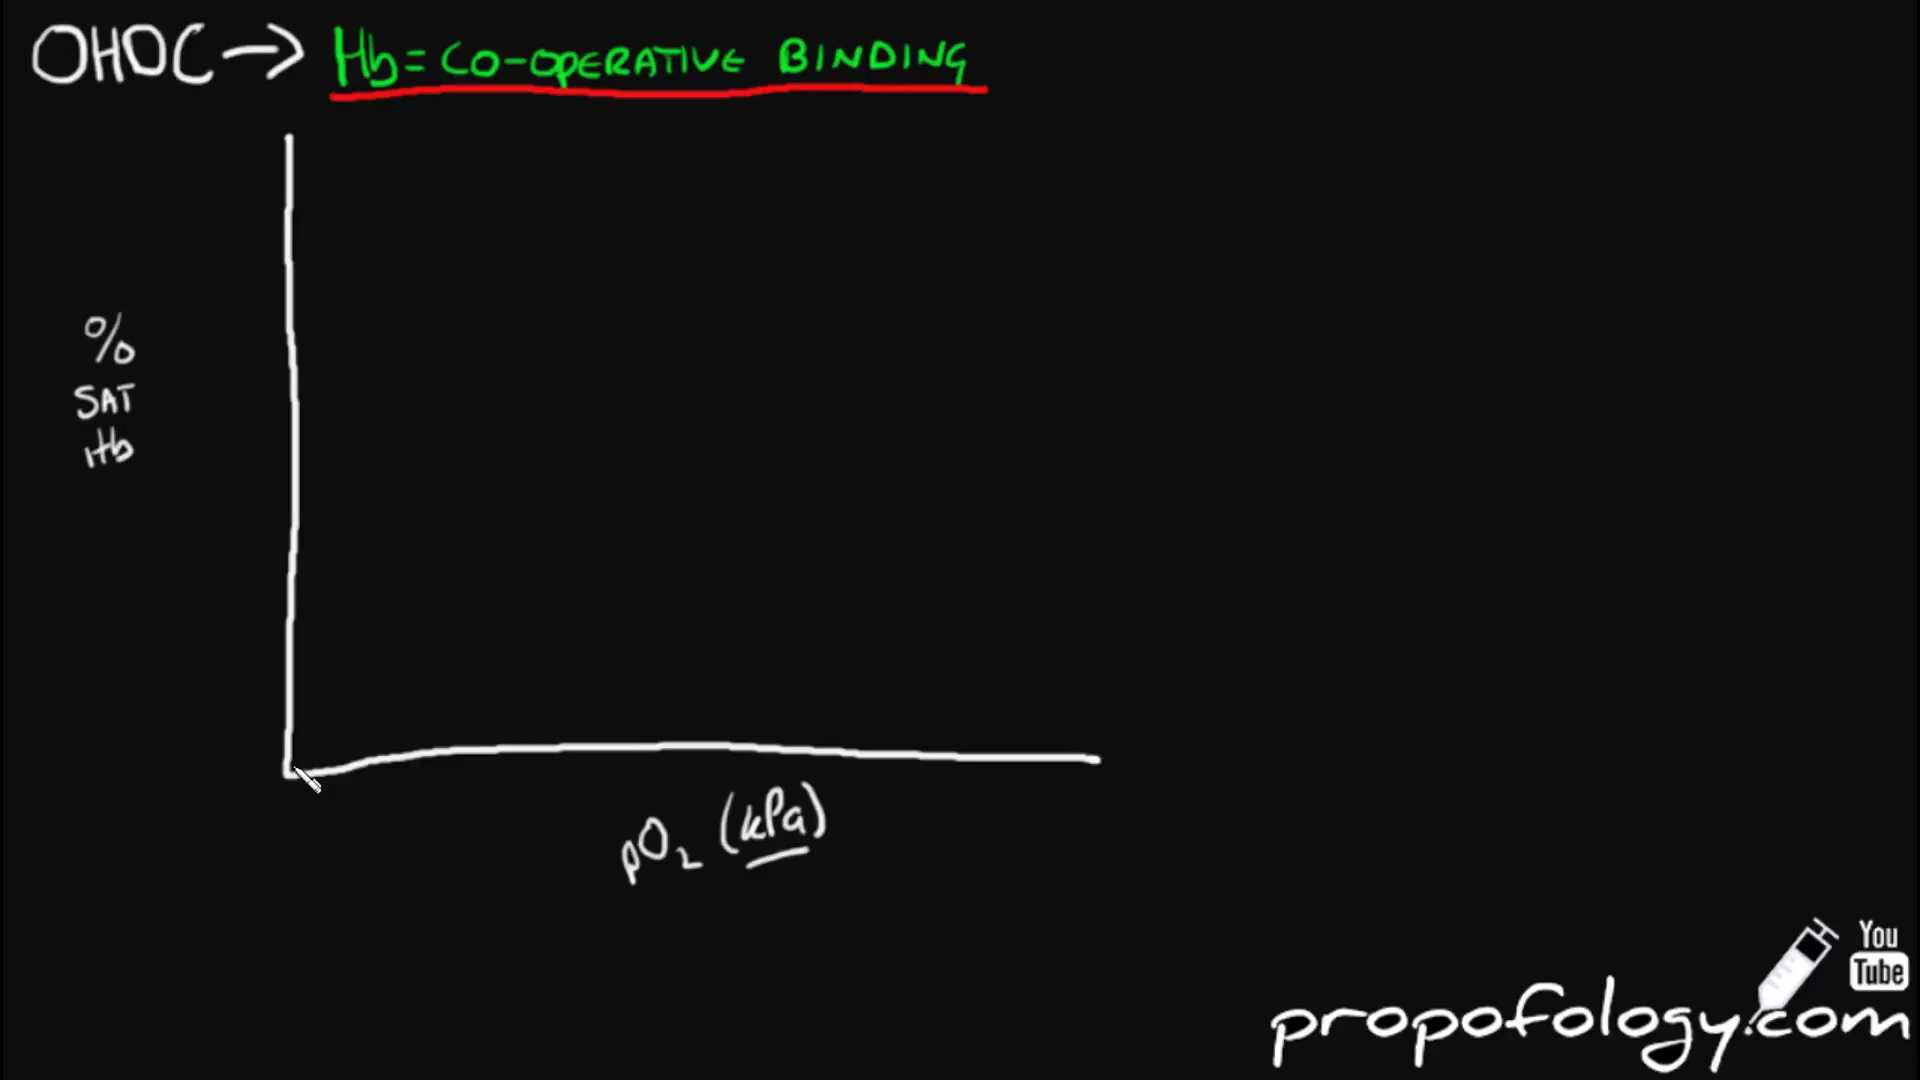 OHDC → Hb = CO-OPERATIVE BINDING
%
SAT
Hb
pO₂ (kPa)
You
Tube
propofology.com